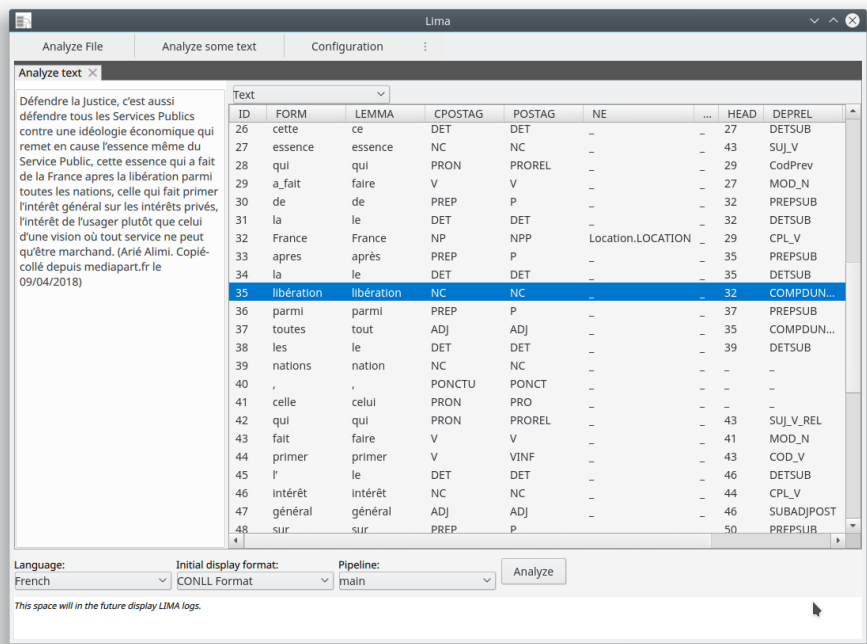 Lima
Analyze File Analyze some text Configuration
Analyze text
Défendre la Justice, c'est aussi
défendre tous les Services Publics
contre une idéologie économique qui
remet en cause l'essence même du
Service Public, cette essence qui a fait
de la France apres la libération parmi
toutes les nations, celle qui fait primer
l'intérêt général sur les intérêts privés,
l'intérêt de l'usager plutôt que celui
d'une vision où tout service ne peut
qu'être marchand. (Arié Alimi. Copié-
collé depuis mediapart.fr le
09/04/2018)
Text
ID FORM LEMMA CPOSTAG POSTAG NE ... HEAD DEPREL
26 cette ce DET DET _ _ 27 DETSUB
27 essence essence NC NC _ _ 43 SUJ_V
28 qui qui PRON PROREL _ _ 29 CodPrev
29 a_fait faire V V _ _ 27 MOD_N
30 de de PREP P _ _ 32 PREPSUB
31 la le DET DET _ _ 32 DETSUB
32 France France NP NPP Location.LOCATION _ 29 CPL_V
33 apres après PREP P _ _ 35 PREPSUB
34 la le DET DET _ _ 35 DETSUB
35 libération libération NC NC _ _ 32 COMPDUN...
36 parmi parmi PREP P _ _ 37 PREPSUB
37 toutes tout ADJ ADJ _ _ 35 COMPDUN...
38 les le DET DET _ _ 39 DETSUB
39 nations nation NC NC _ _ _ _
40 , , PONCTU PONCT _ _ _ _
41 celle celui PRON PRO _ _ _ _
42 qui qui PRON PROREL _ _ 43 SUJ_V_REL
43 fait faire V V _ _ 41 MOD_N
44 primer primer V VINF _ _ 43 COD_V
45 l' le DET DET _ _ 46 DETSUB
46 intérêt intérêt NC NC _ _ 44 CPL_V
47 général général ADJ ADJ _ _ 46 SUBADJPOST
48 sur sur PREP P _ _ 50 PREPSUB
Language: Initial display format: Pipeline:
French CONLL Format main Analyze
This space will in the future display LIMA logs.